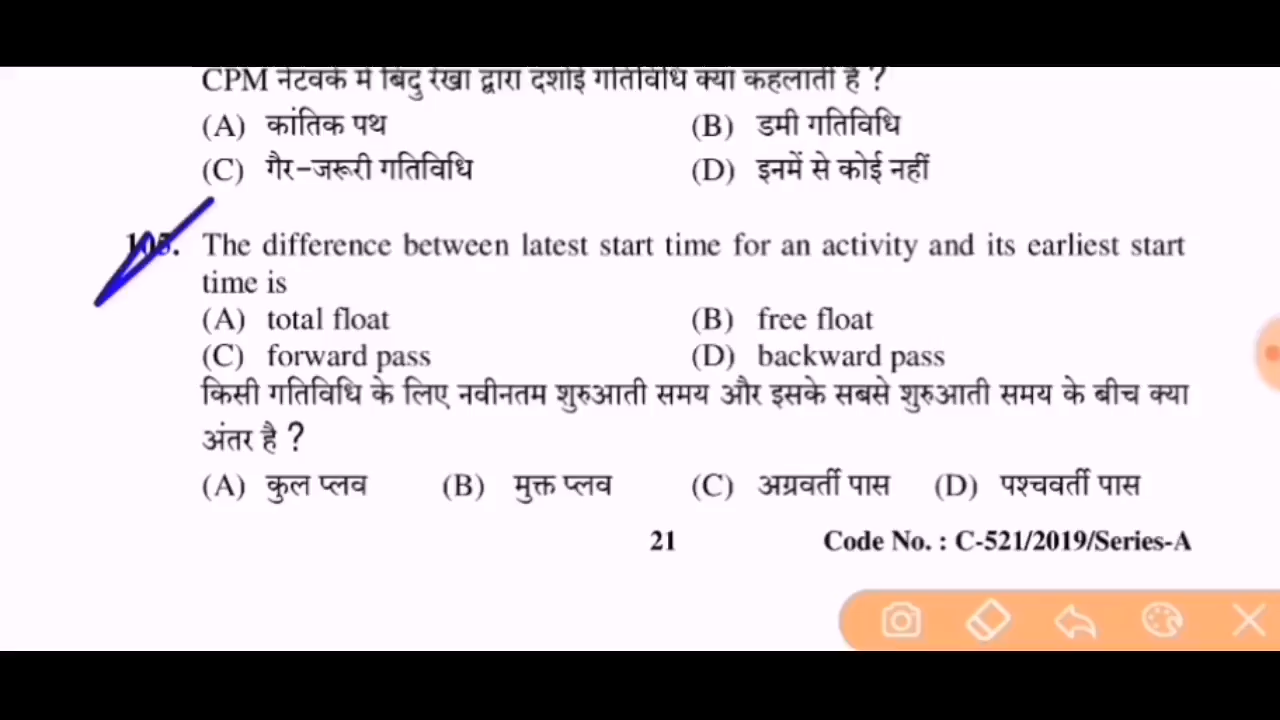 CPM नेटवर्क में बिंदु रेखा द्वारा दर्शाई गतिविधि क्या कहलाती है ?
(A) कांतिक पथ (B) डमी गतिविधि
(C) गैर-जरूरी गतिविधि (D) इनमें से कोई नहीं
105. The difference between latest start time for an activity and its earliest start
time is
(A) total float (B) free float
(C) forward pass (D) backward pass
किसी गतिविधि के लिए नवीनतम शुरुआती समय और इसके सबसे शुरुआती समय के बीच क्या
अंतर है ?
(A) कुल प्लव (B) मुक्त प्लव (C) अग्रवर्ती पास (D) पश्चवर्ती पास
21 Code No. : C-521/2019/Series-A